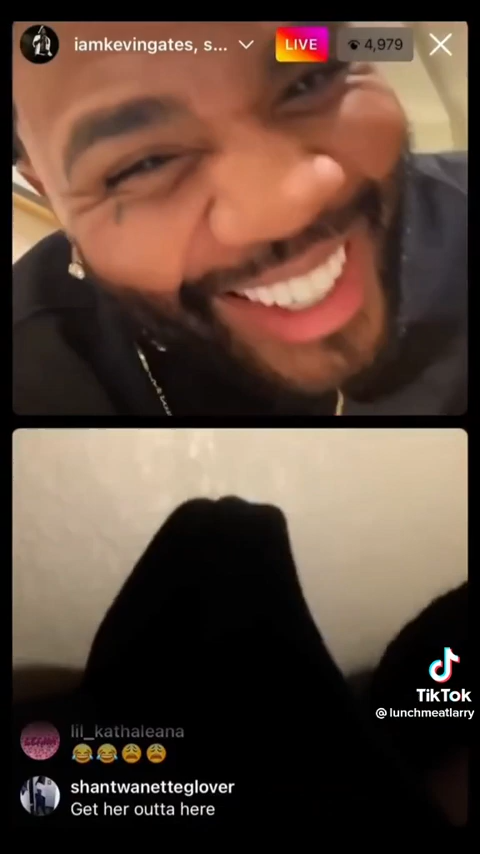 iamkevingates, s...
LIVE
4,979
TikTok
@lunchmeatlarry
lil_kathaleana
😂😂😩😩
shantwanetteglover
Get her outta here